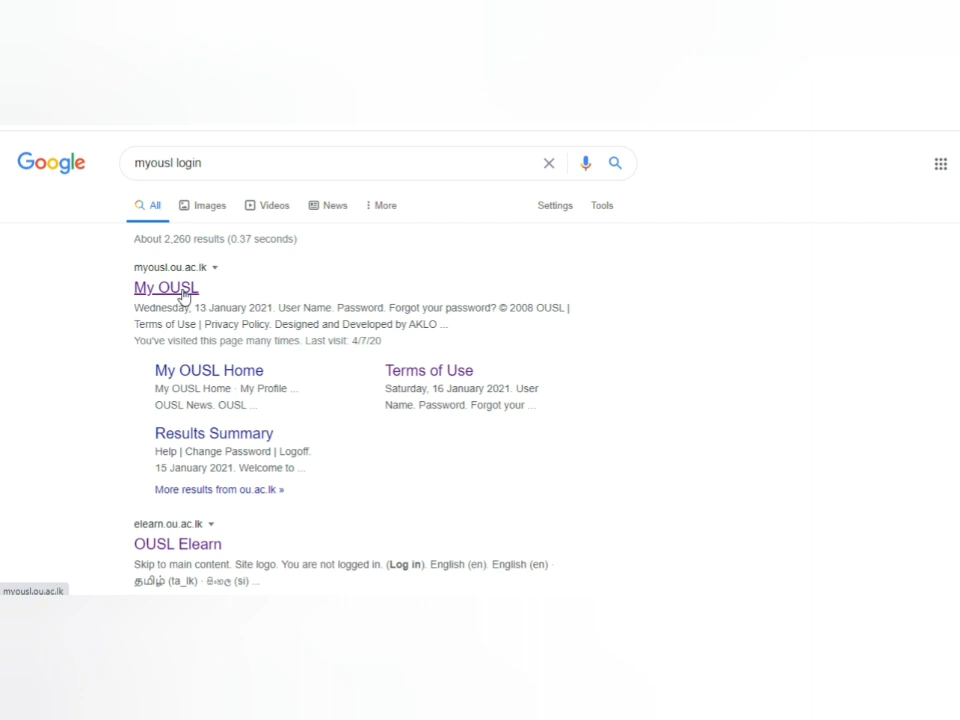 Google
myousl login
All Images Videos News More Settings Tools
About 2,260 results (0.37 seconds)
myousl.ou.ac.lk
My OUSL
Wednesday, 13 January 2021. User Name. Password. Forgot your password? © 2008 OUSL |
Terms of Use | Privacy Policy. Designed and Developed by AKLO ...
You've visited this page many times. Last visit: 4/7/20
My OUSL Home
My OUSL Home · My Profile ...
OUSL News. OUSL ...
Terms of Use
Saturday, 16 January 2021. User
Name. Password. Forgot your ...
Results Summary
Help | Change Password | Logoff.
15 January 2021. Welcome to ...
More results from ou.ac.lk »
elearn.ou.ac.lk
OUSL Elearn
Skip to main content. Site logo. You are not logged in. (Log in). English (en). English (en) ·
தமிழ் (ta_lk) · සිංහල (si) ...
myousl.ou.ac.lk